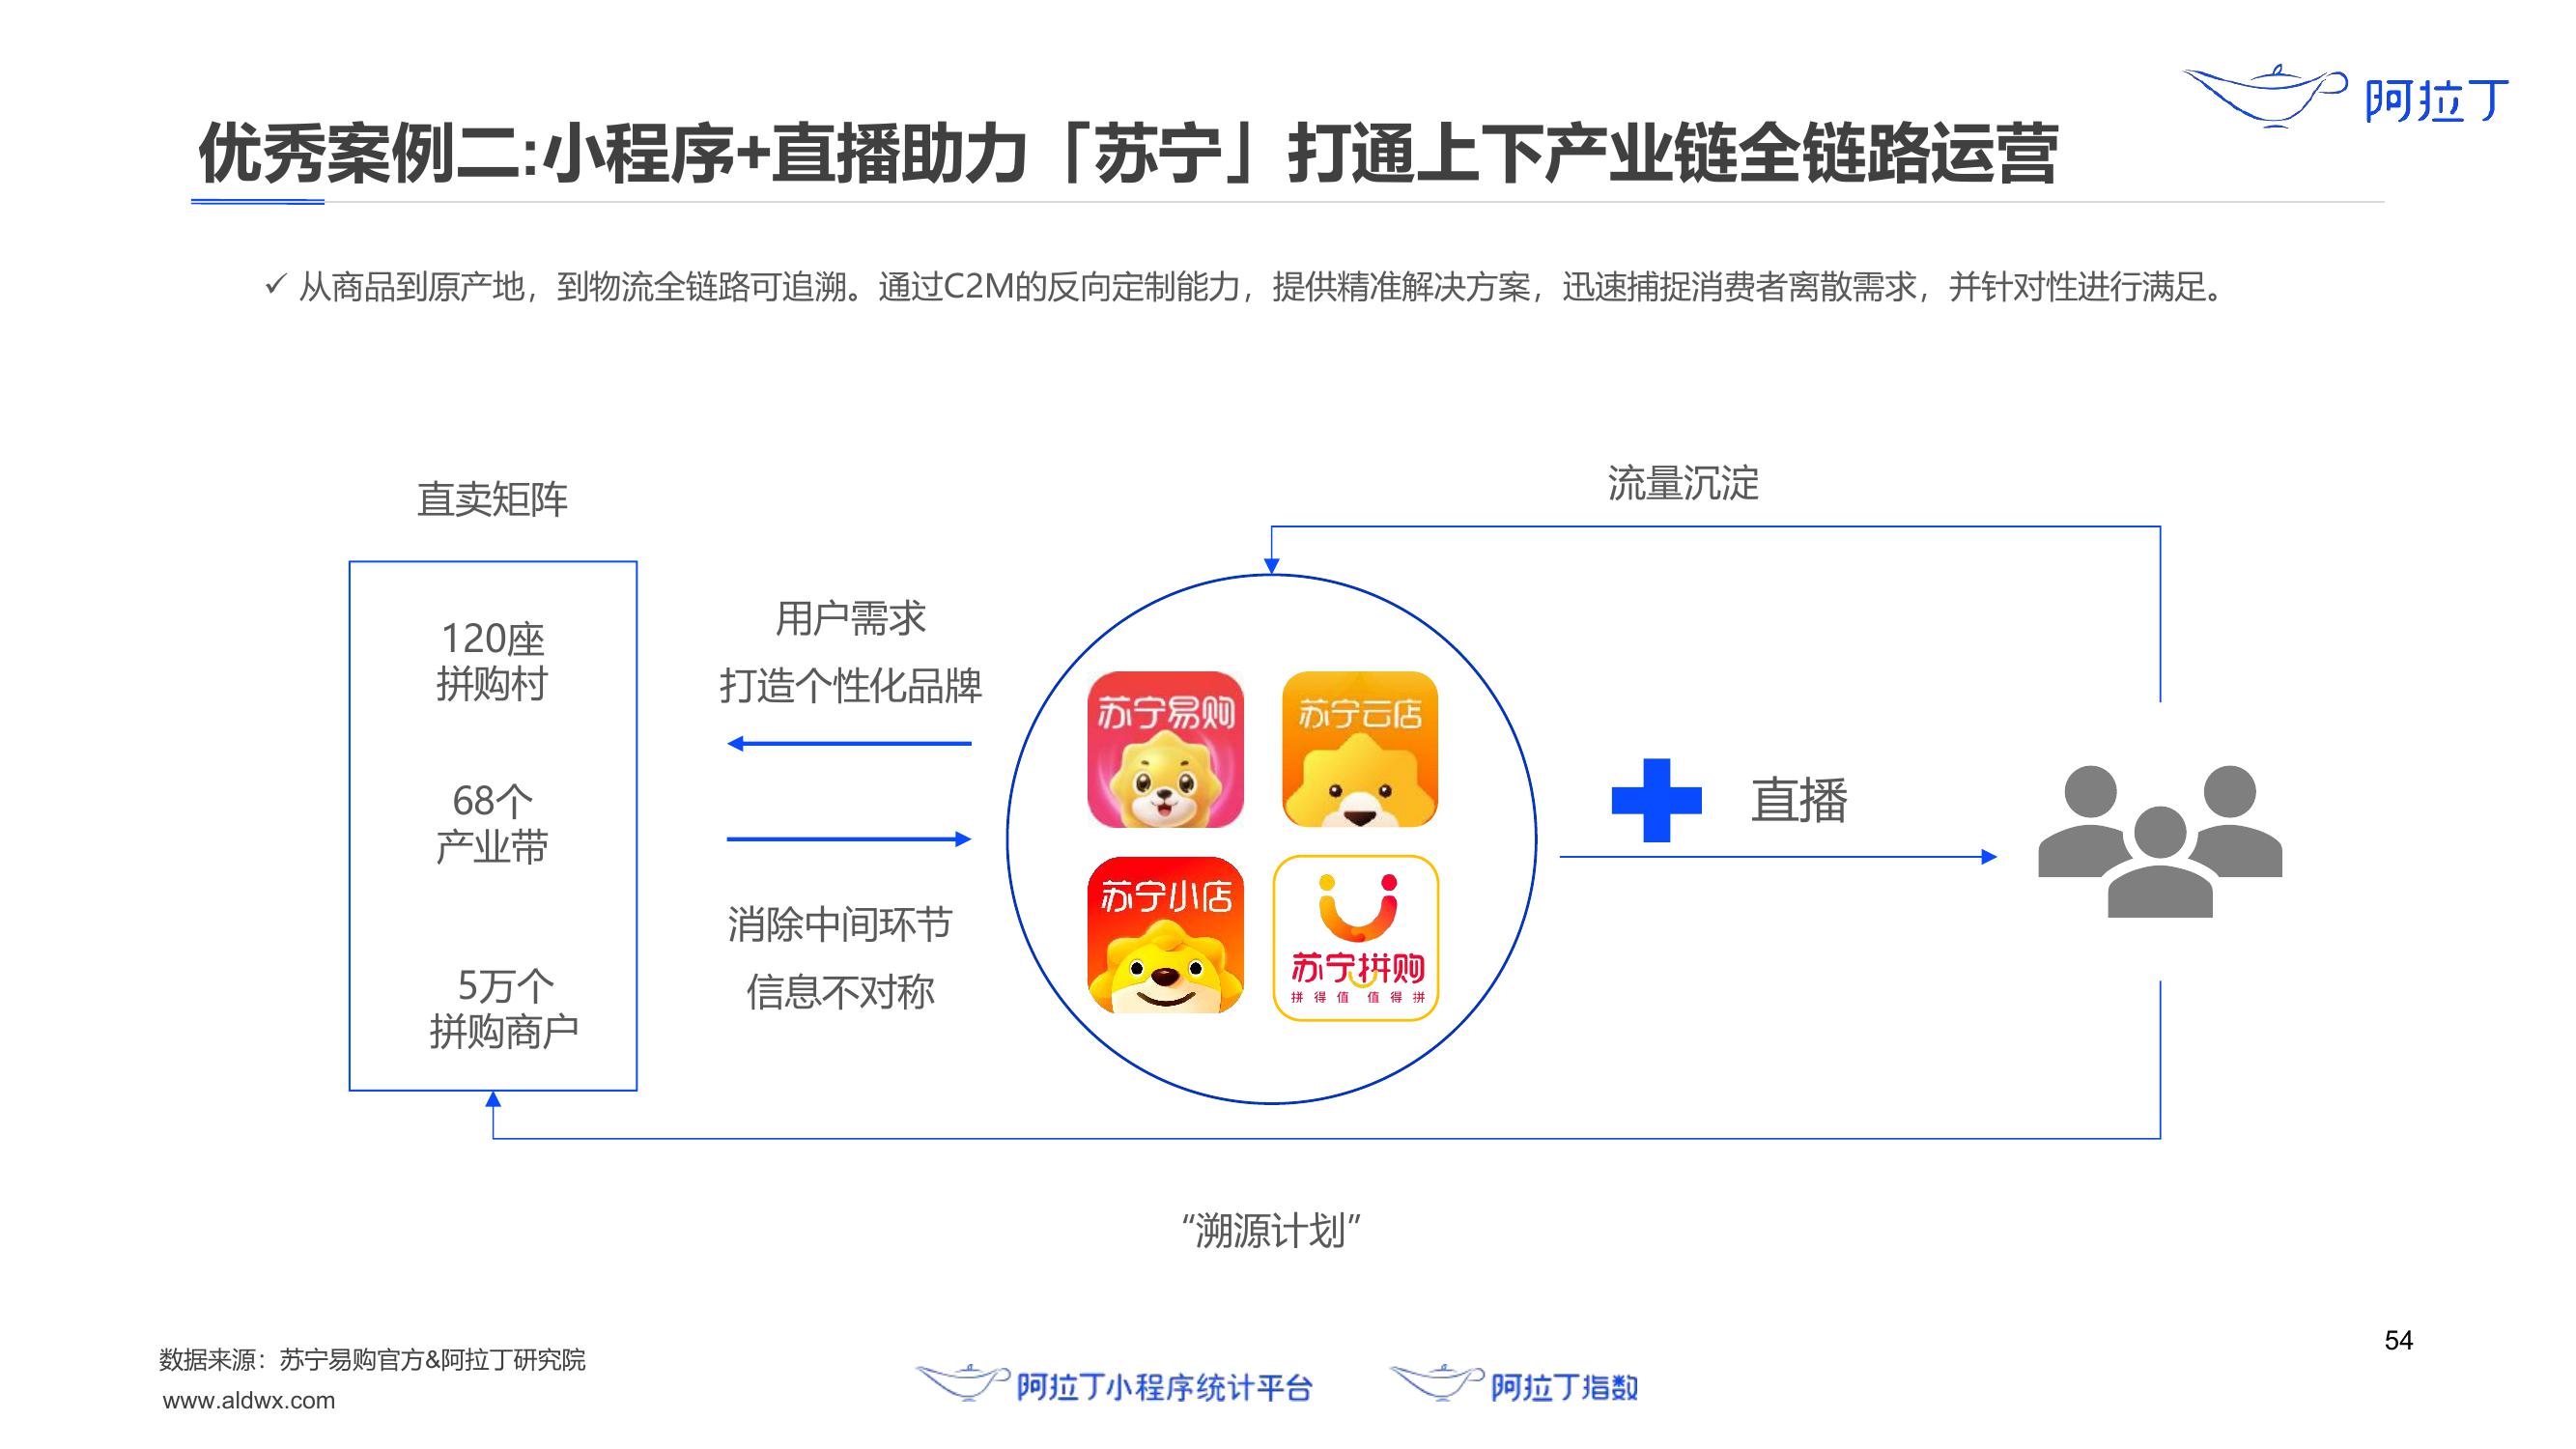 阿拉丁
优秀案例二:小程序+直播助力「苏宁」打通上下产业链全链路运营
✓ 从商品到原产地，到物流全链路可追溯。通过C2M的反向定制能力，提供精准解决方案，迅速捕捉消费者离散需求，并针对性进行满足。
直卖矩阵
120座
拼购村
68个
产业带
5万个
拼购商户
用户需求
打造个性化品牌
消除中间环节
信息不对称
流量沉淀
苏宁易购
苏宁云店
苏宁小店
苏宁拼购
拼得值 值得拼
直播
“溯源计划”
数据来源：苏宁易购官方&阿拉丁研究院
www.aldwx.com
阿拉丁小程序统计平台
阿拉丁指数
54